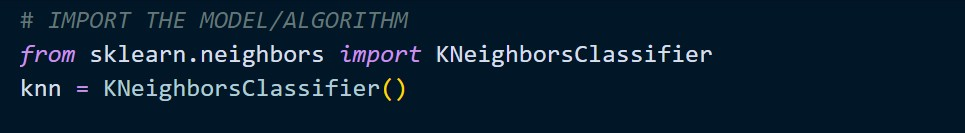 # IMPORT THE MODEL/ALGORITHM
from sklearn.neighbors import KNeighborsClassifier
knn = KNeighborsClassifier()